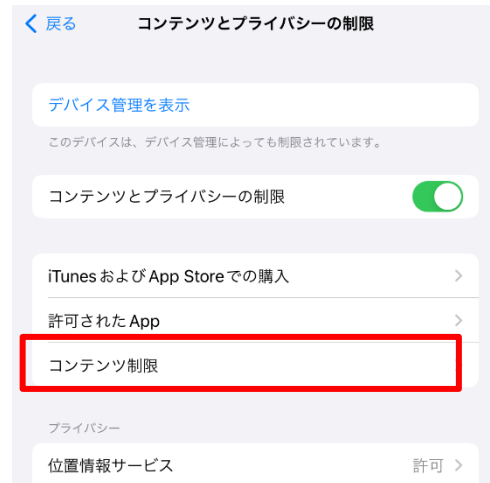 戻る コンテンツとプライバシーの制限
デバイス管理を表示
このデバイスは、デバイス管理によっても制限されています。
コンテンツとプライバシーの制限
iTunesおよびApp Storeでの購入
許可されたApp
コンテンツ制限
プライバシー
位置情報サービス 許可